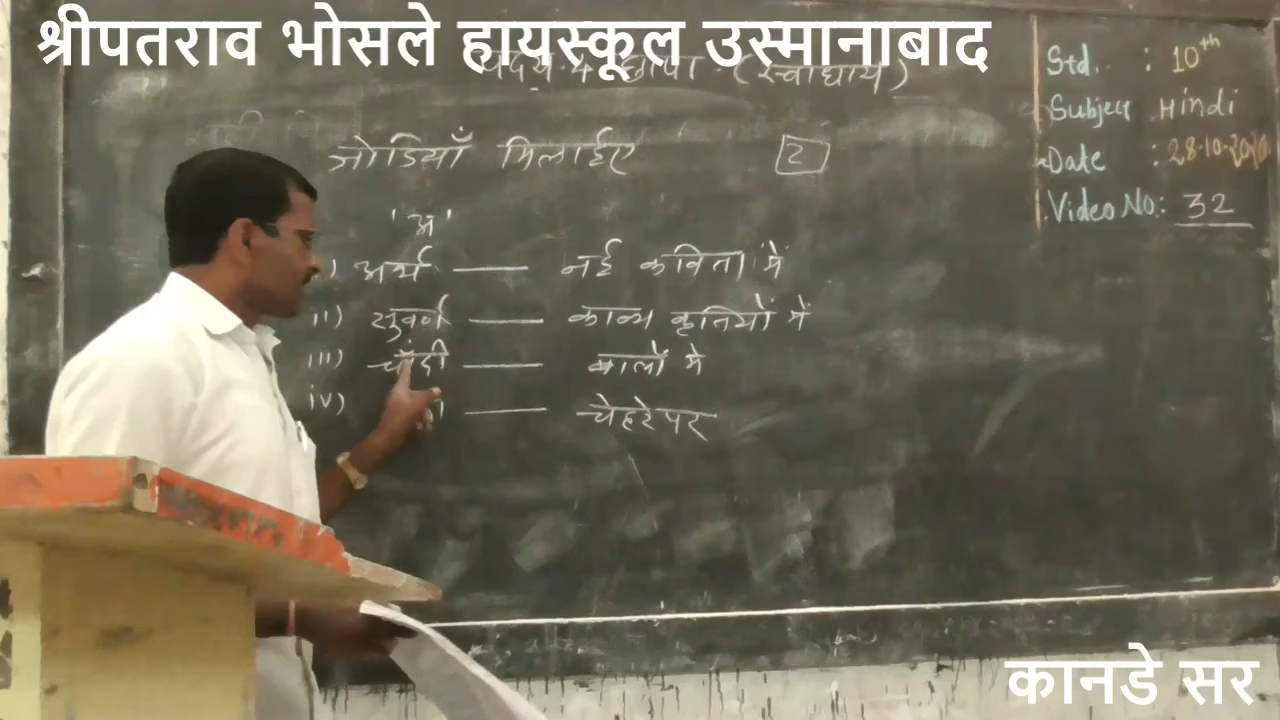 श्रीपतराव भोसले हायस्कूल उस्मानाबाद
छापा (स्वाध्याय)
Std. : 10th
Subject Hindi
Date : 28.10.2020
Video No: 32
जोडियाँ मिलाईए 2
'अ'
अर्थ — नई कविता में
ii) सुवर्ण — काव्य कृतियों में
iii) चाँदी — बालों मे
iv) — चेहरे पर
कानडे सर